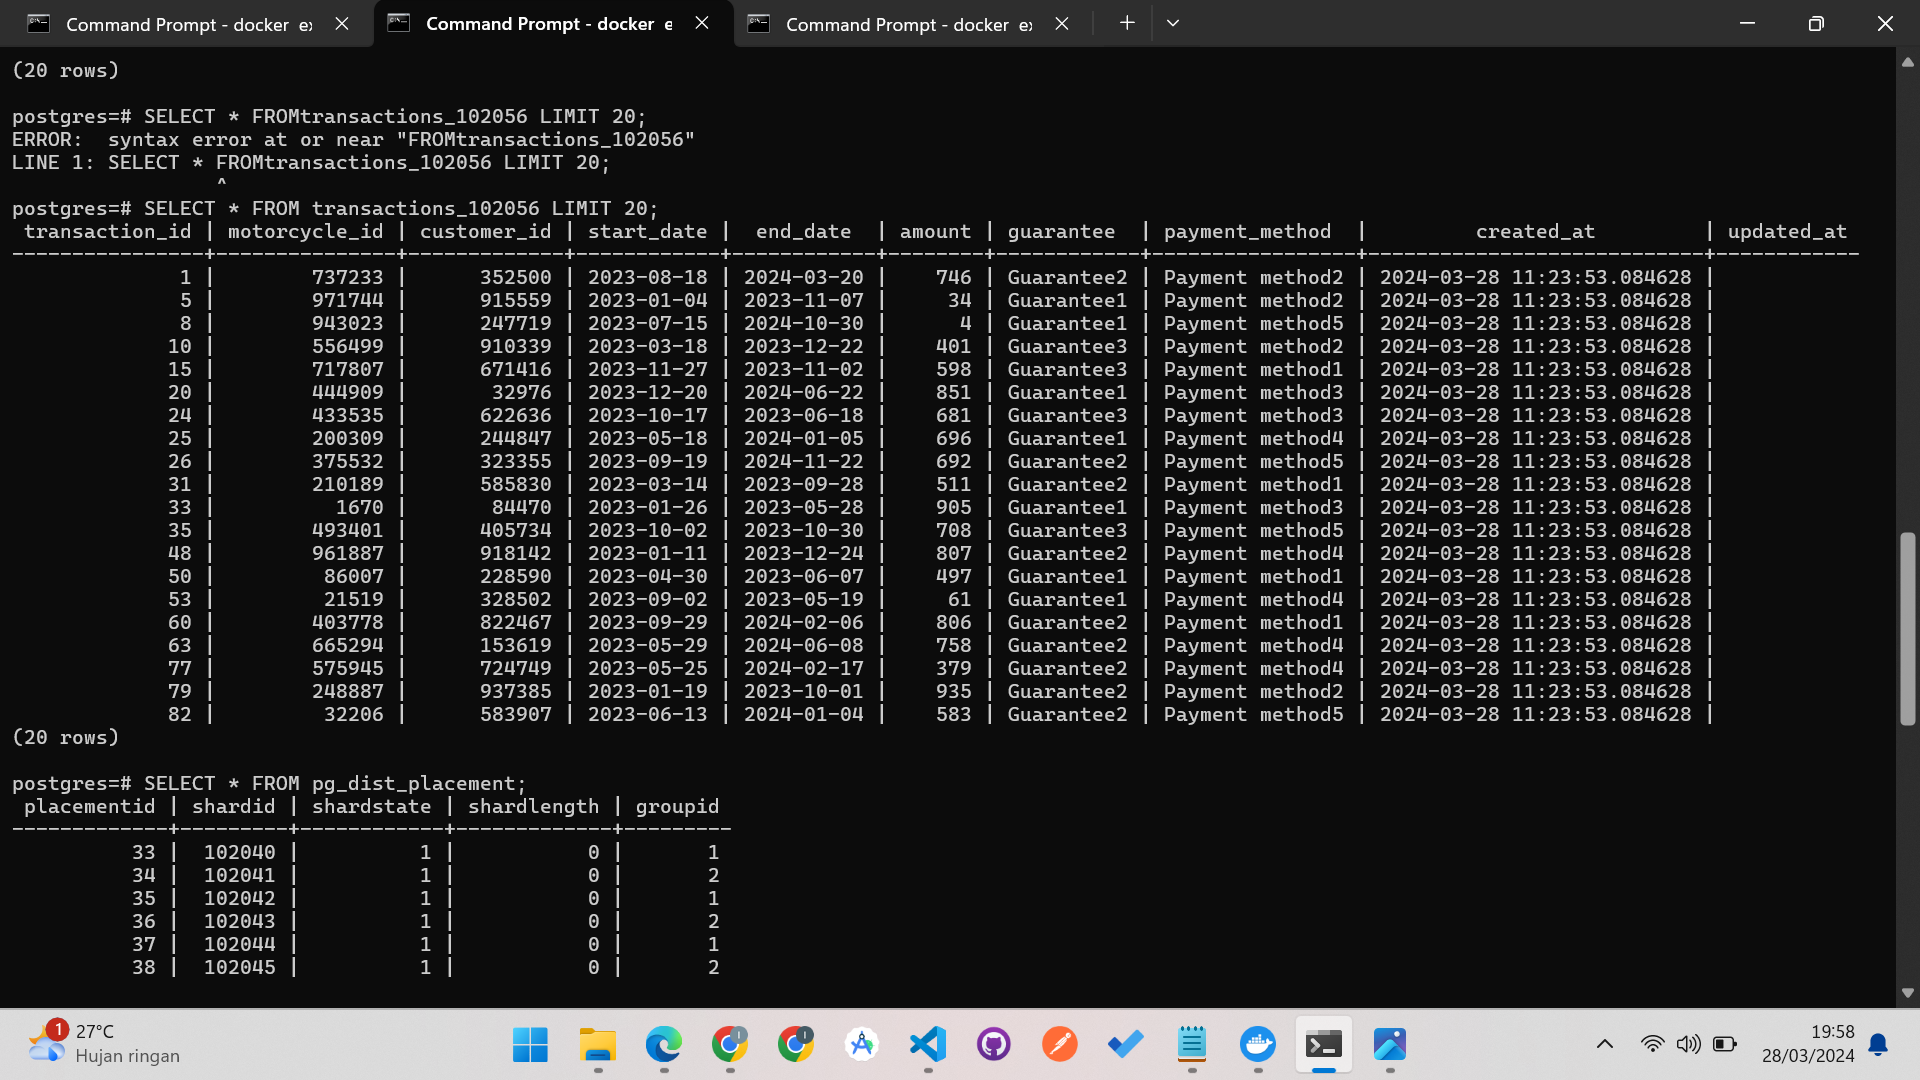 Command Prompt - docker e
Command Prompt - docker e
Command Prompt - docker e
(20 rows)
postgres=# SELECT * FROMtransactions_102056 LIMIT 20;
ERROR:  syntax error at or near "FROMtransactions_102056"
LINE 1: SELECT * FROMtransactions_102056 LIMIT 20;
^
postgres=# SELECT * FROM transactions_102056 LIMIT 20;
transaction_id | motorcycle_id | customer_id | start_date | end_date | amount | guarantee | payment_method | created_at | updated_at
----------------+---------------+-------------+------------+------------+--------+------------+-----------------+----------------------------+------------
1 | 737233 | 352500 | 2023-08-18 | 2024-03-20 | 746 | Guarantee2 | Payment method2 | 2024-03-28 11:23:53.084628 |
5 | 971744 | 915559 | 2023-01-04 | 2023-11-07 | 34 | Guarantee1 | Payment method2 | 2024-03-28 11:23:53.084628 |
8 | 943023 | 247719 | 2023-07-15 | 2024-10-30 | 4 | Guarantee1 | Payment method5 | 2024-03-28 11:23:53.084628 |
10 | 556499 | 910339 | 2023-03-18 | 2023-12-22 | 401 | Guarantee3 | Payment method2 | 2024-03-28 11:23:53.084628 |
15 | 717807 | 671416 | 2023-11-27 | 2023-11-02 | 598 | Guarantee3 | Payment method1 | 2024-03-28 11:23:53.084628 |
20 | 444909 | 32976 | 2023-12-20 | 2024-06-22 | 851 | Guarantee1 | Payment method3 | 2024-03-28 11:23:53.084628 |
24 | 433535 | 622636 | 2023-10-17 | 2023-06-18 | 681 | Guarantee3 | Payment method3 | 2024-03-28 11:23:53.084628 |
25 | 200309 | 244847 | 2023-05-18 | 2024-01-05 | 696 | Guarantee1 | Payment method4 | 2024-03-28 11:23:53.084628 |
26 | 375532 | 323355 | 2023-09-19 | 2024-11-22 | 692 | Guarantee2 | Payment method5 | 2024-03-28 11:23:53.084628 |
31 | 210189 | 585830 | 2023-03-14 | 2023-09-28 | 511 | Guarantee2 | Payment method1 | 2024-03-28 11:23:53.084628 |
33 | 1670 | 84470 | 2023-01-26 | 2023-05-28 | 905 | Guarantee1 | Payment method3 | 2024-03-28 11:23:53.084628 |
35 | 493401 | 405734 | 2023-10-02 | 2023-10-30 | 708 | Guarantee3 | Payment method5 | 2024-03-28 11:23:53.084628 |
48 | 961887 | 918142 | 2023-01-11 | 2023-12-24 | 807 | Guarantee2 | Payment method4 | 2024-03-28 11:23:53.084628 |
50 | 86007 | 228590 | 2023-04-30 | 2023-06-07 | 497 | Guarantee1 | Payment method1 | 2024-03-28 11:23:53.084628 |
53 | 21519 | 328502 | 2023-09-02 | 2023-05-19 | 61 | Guarantee1 | Payment method4 | 2024-03-28 11:23:53.084628 |
60 | 403778 | 822467 | 2023-09-29 | 2024-02-06 | 806 | Guarantee2 | Payment method1 | 2024-03-28 11:23:53.084628 |
63 | 665294 | 153619 | 2023-05-29 | 2024-06-08 | 758 | Guarantee2 | Payment method4 | 2024-03-28 11:23:53.084628 |
77 | 575945 | 724749 | 2023-05-25 | 2024-02-17 | 379 | Guarantee2 | Payment method4 | 2024-03-28 11:23:53.084628 |
79 | 248887 | 937385 | 2023-01-19 | 2023-10-01 | 935 | Guarantee2 | Payment method2 | 2024-03-28 11:23:53.084628 |
82 | 32206 | 583907 | 2023-06-13 | 2024-01-04 | 583 | Guarantee2 | Payment method5 | 2024-03-28 11:23:53.084628 |
(20 rows)
postgres=# SELECT * FROM pg_dist_placement;
placementid | shardid | shardstate | shardlength | groupid
-------------+---------+------------+-------------+---------
33 | 102040 | 1 | 0 | 1
34 | 102041 | 1 | 0 | 2
35 | 102042 | 1 | 0 | 1
36 | 102043 | 1 | 0 | 2
37 | 102044 | 1 | 0 | 1
38 | 102045 | 1 | 0 | 2
1
27°C
Hujan ringan
19:58
28/03/2024